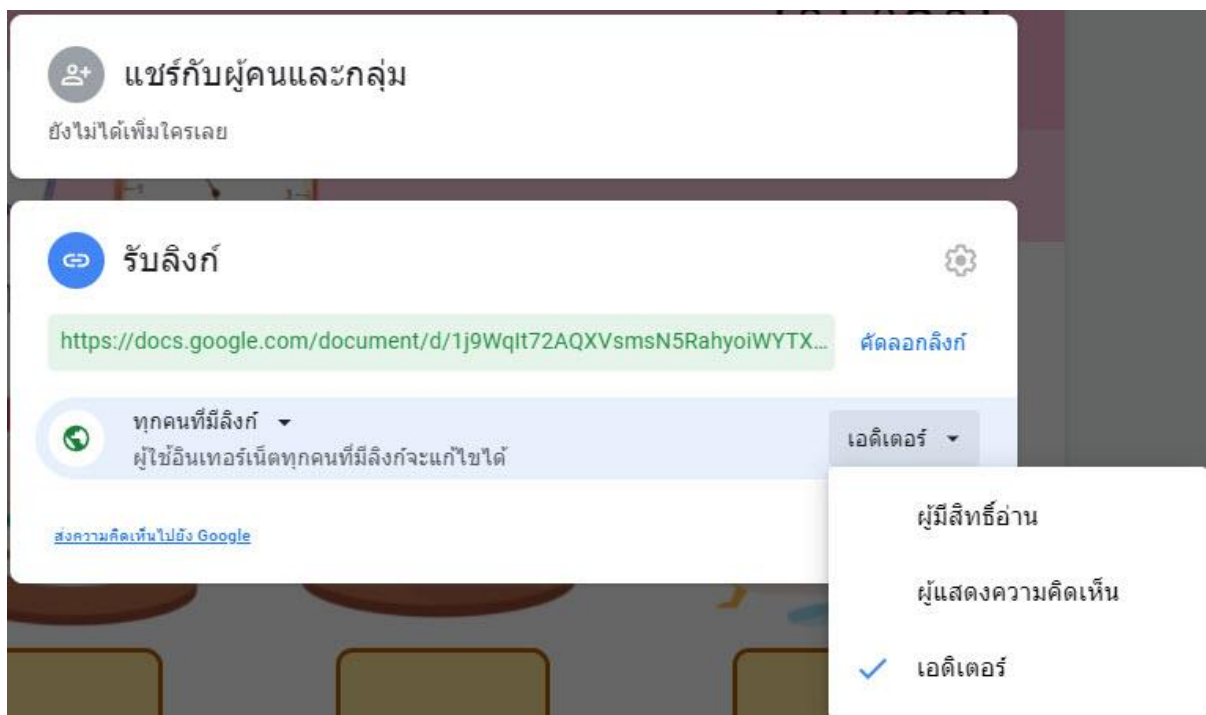 แชร์กับผู้คนและกลุ่ม
ยังไม่ได้เพิ่มใครเลย
รับลิงก์
https://docs.google.com/document/d/1j9WqIt72AQXVsmsN5RahyoiWYTX...
คัดลอกลิงก์
ทุกคนที่มีลิงก์
ผู้ใช้อินเทอร์เน็ตทุกคนที่มีลิงก์จะแก้ไขได้
เอดิเตอร์
ส่งความคิดเห็นไปยัง Google
ผู้มีสิทธิ์อ่าน
ผู้แสดงความคิดเห็น
เอดิเตอร์